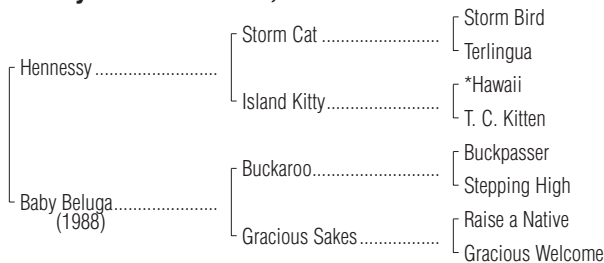 Storm Bird
Storm Cat ..........................
Terlingua
Hennessy ..........................
*Hawaii
Island Kitty ........................
T. C. Kitten
Buckpasser
Buckaroo...........................
Stepping High
Baby Beluga......................
(1988)
Raise a Native
Gracious Sakes .................
Gracious Welcome